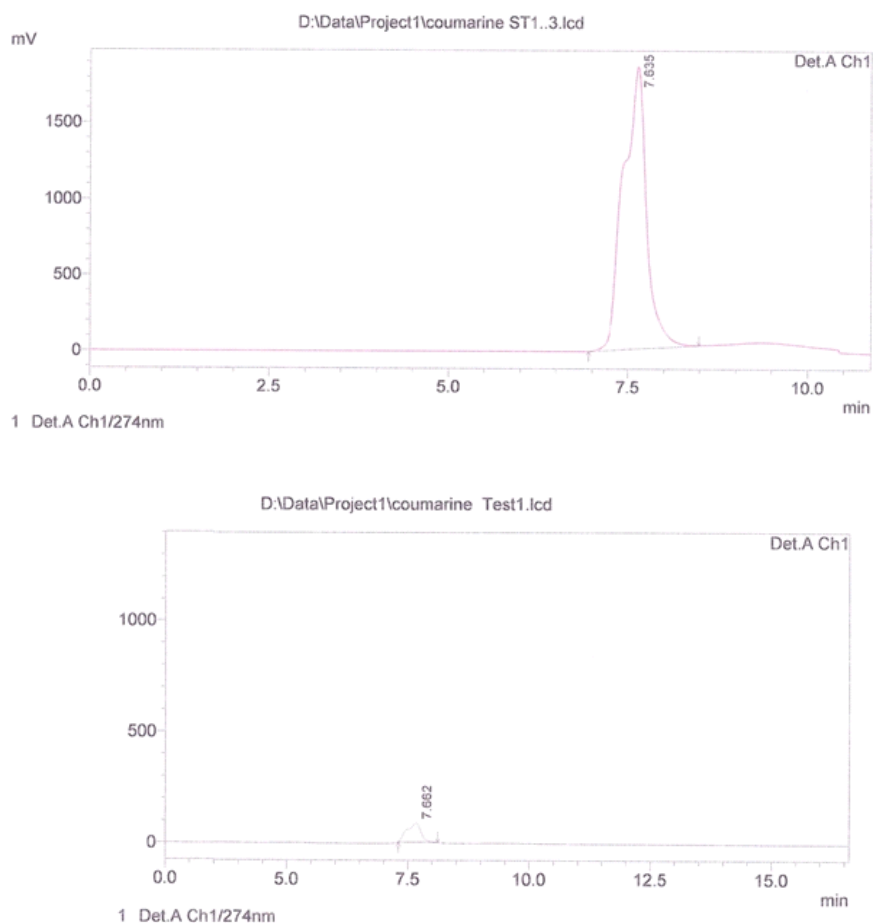 D:\Data\Project1\coumarine ST1..3.lcd
mV
Det.A Ch1
7.635
1500
1000
500
0
0.0 2.5 5.0 7.5 10.0
min
1 Det.A Ch1/274nm
D:\Data\Project1\coumarine Test1.lcd
Det.A Ch1
1000
500
7.662
0
0.0 5.0 7.5 10.0 12.5 15.0
min
1 Det.A Ch1/274nm